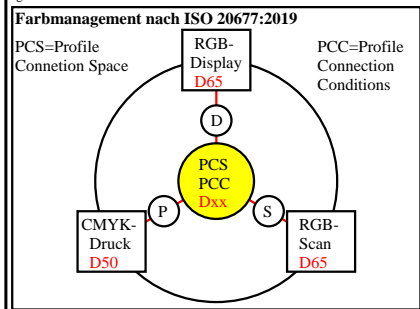 Farbmanagement nach ISO 20677:2019
PCS=Profile
Connetion Space
RGB-
Display
D65
PCC=Profile
Connection
Conditions
D
PCS
PCC
Dxx
P
S
CMYK-
Druck
D50
RGB-
Scan
D65